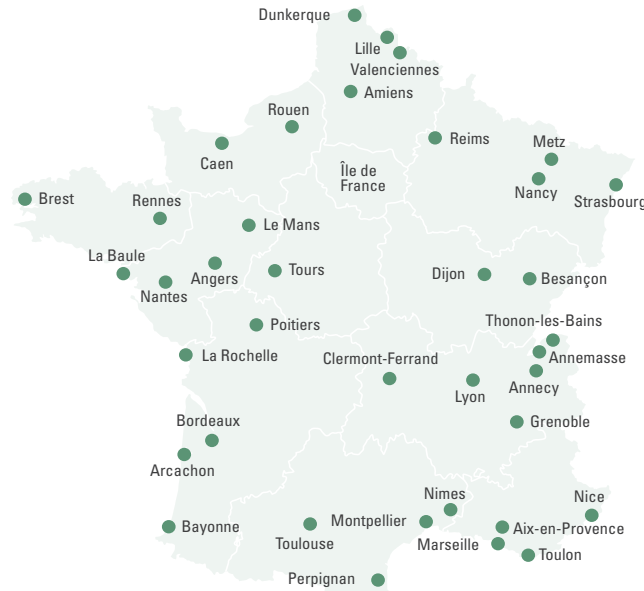 Dunkerque
Lille
Valenciennes
Amiens
Rouen
Reims
Metz
Caen
Île de
France
Nancy
Strasbourg
Brest
Rennes
Le Mans
La Baule
Angers
Tours
Dijon
Besançon
Nantes
Thonon-les-Bains
Poitiers
La Rochelle
Clermont-Ferrand
Annemasse
Annecy
Lyon
Bordeaux
Grenoble
Arcachon
Nimes
Nice
Bayonne
Montpellier
Aix-en-Provence
Toulouse
Marseille
Toulon
Perpignan